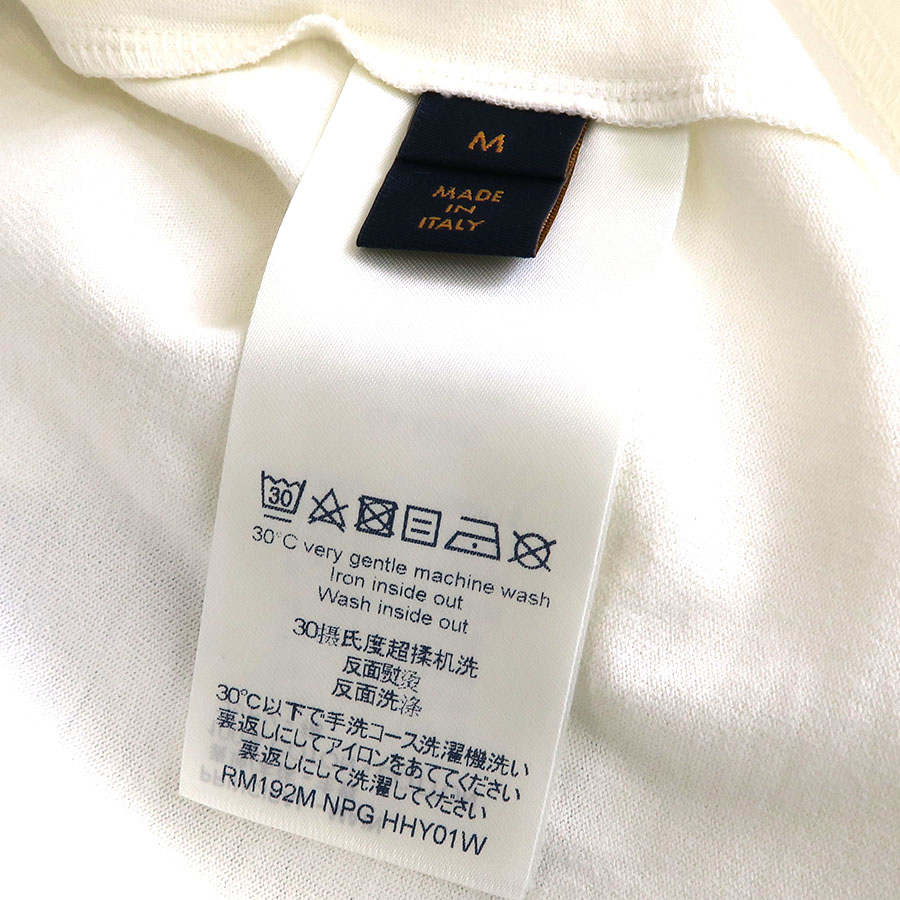 M
MADE
IN
ITALY
30
30°C very gentle machine wash
Iron inside out
Wash inside out
30摄氏度超揉机洗
反面熨烫
反面洗涤
30℃以下で手洗コース洗濯機洗い
裏返しにしてアイロンをあててください
裏返しにして洗濯してください
RM192M NPG HHY01W